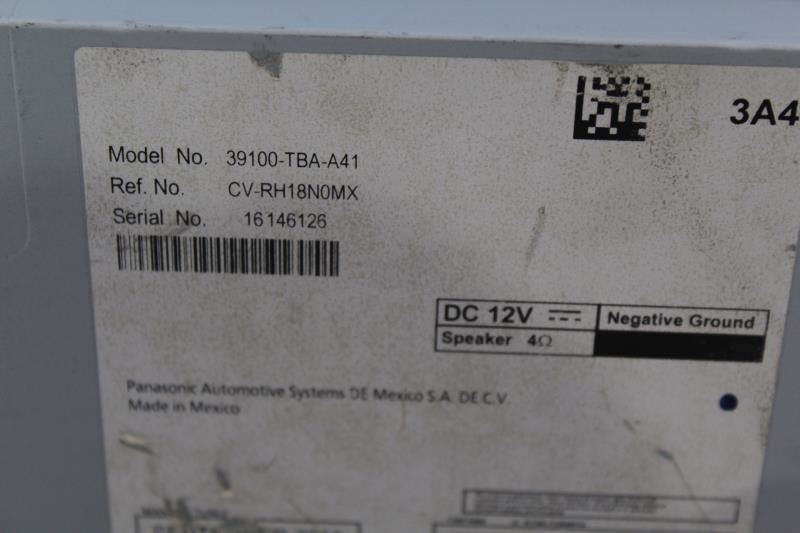 3A4
Model No. 39100-TBA-A41
Ref. No. CV-RH18N0MX
Serial No. 16146126
DC 12V Negative Ground
Speaker 4Ω
Panasonic Automotive Systems DE Mexico S.A. DE C.V.
Made in Mexico